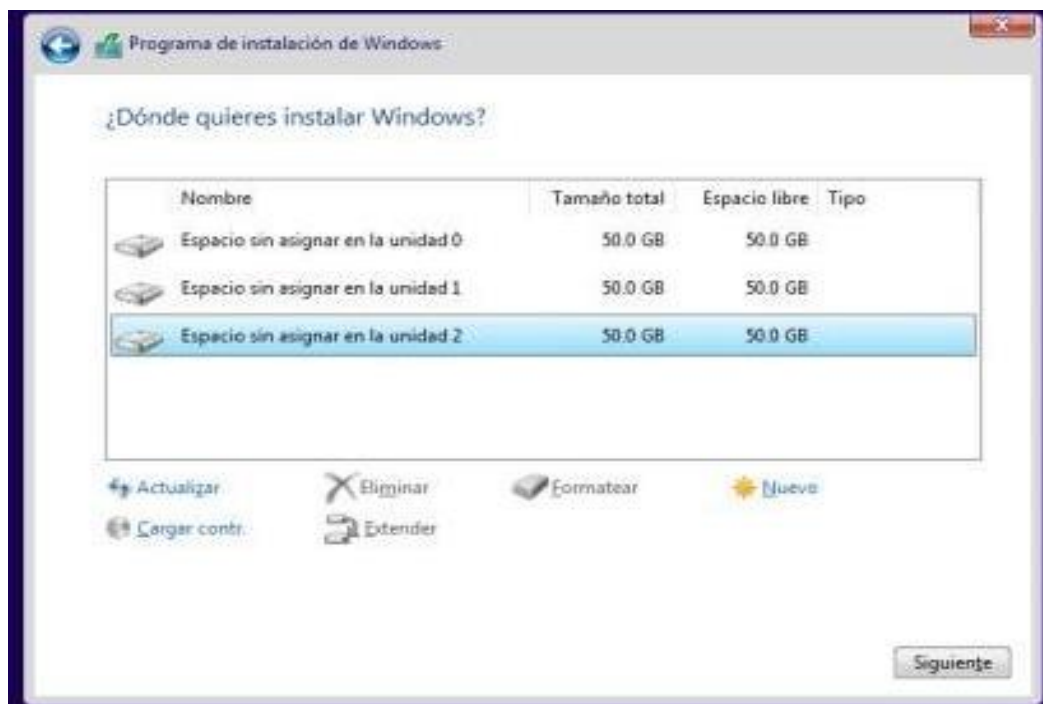 Programa de instalación de Windows
¿Dónde quieres instalar Windows?
Nombre Tamaño total Espacio libre Tipo
Espacio sin asignar en la unidad 0 50.0 GB 50.0 GB
Espacio sin asignar en la unidad 1 50.0 GB 50.0 GB
Espacio sin asignar en la unidad 2 50.0 GB 50.0 GB
Actualizar Eliminar Formatear Nuevo
Cargar contr. Extender
Siguiente